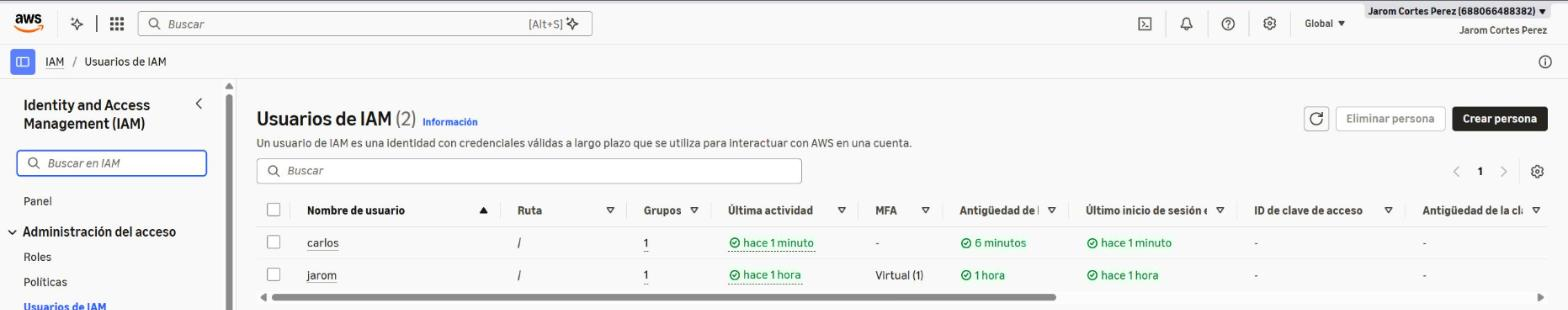 aws
Buscar [Alt+S]
Global
Jarom Cortes Perez (688066488382)
Jarom Cortes Perez
IAM / Usuarios de IAM
Identity and Access
Management (IAM)
Buscar en IAM
Panel
Administración del acceso
Roles
Políticas
Usuarios de IAM
Usuarios de IAM (2) Información
Eliminar persona Crear persona
Un usuario de IAM es una identidad con credenciales válidas a largo plazo que se utiliza para interactuar con AWS en una cuenta.
Buscar
1
Nombre de usuario Ruta Grupos Última actividad MFA Antigüedad de Último inicio de sesión ID de clave de acceso Antigüedad de la
carlos / 1 hace 1 minuto - 6 minutos hace 1 minuto - -
jarom / 1 hace 1 hora Virtual (1) 1 hora hace 1 hora - -